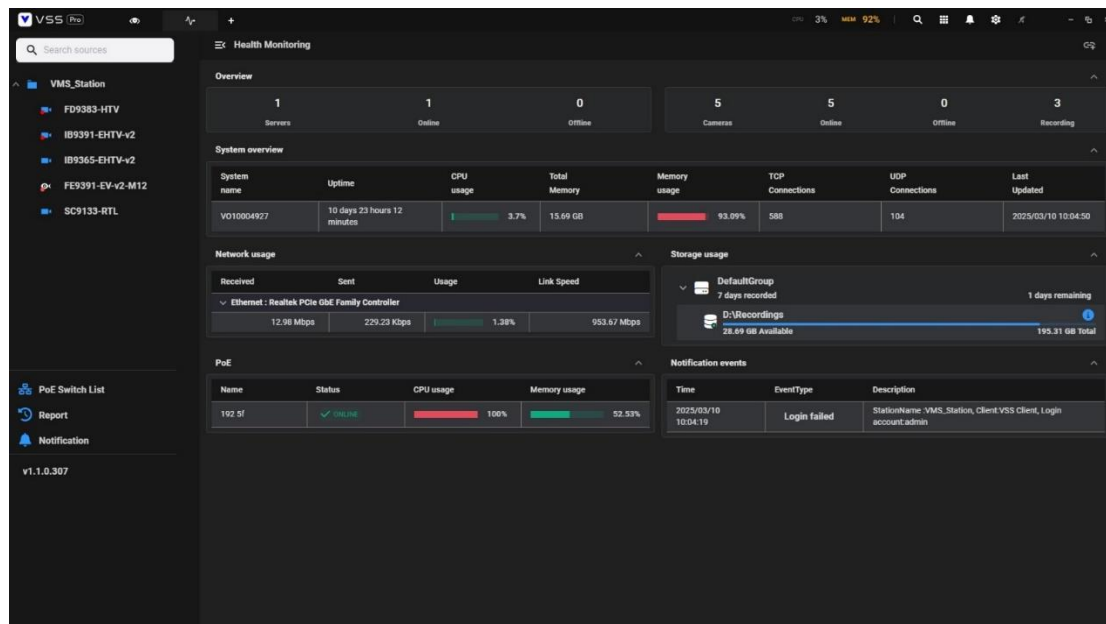 VSS Pro
CPU 3% MEM 92%
Search sources
Health Monitoring
VMS_Station
FD9383-HTV
IB9391-EHTV-v2
IB9365-EHTV-v2
FE9391-EV-v2-M12
SC9133-RTL
Overview
1 1 0
Servers Online Offline
5 5 0 3
Cameras Online Offline Recording
System overview
System name Uptime CPU usage Total Memory Memory usage TCP Connections UDP Connections Last Updated
VO10004927 10 days 23 hours 12 minutes 3.7% 15.69 GB 93.09% 588 104 2025/03/10 10:04:50
Network usage
Received Sent Usage Link Speed
Ethernet : Realtek PCIe GbE Family Controller
12.98 Mbps 229.23 Kbps 1.38% 953.67 Mbps
Storage usage
DefaultGroup
7 days recorded 1 days remaining
D:\Recordings
28.69 GB Available 195.31 GB Total
PoE
Name Status CPU usage Memory usage
192.5f ONLINE 100% 52.53%
Notification events
Time EventType Description
2025/03/10 10:04:19 Login failed StationName :VMS_Station, Client:VSS Client, Login account:admin
PoE Switch List
Report
Notification
v1.1.0.307